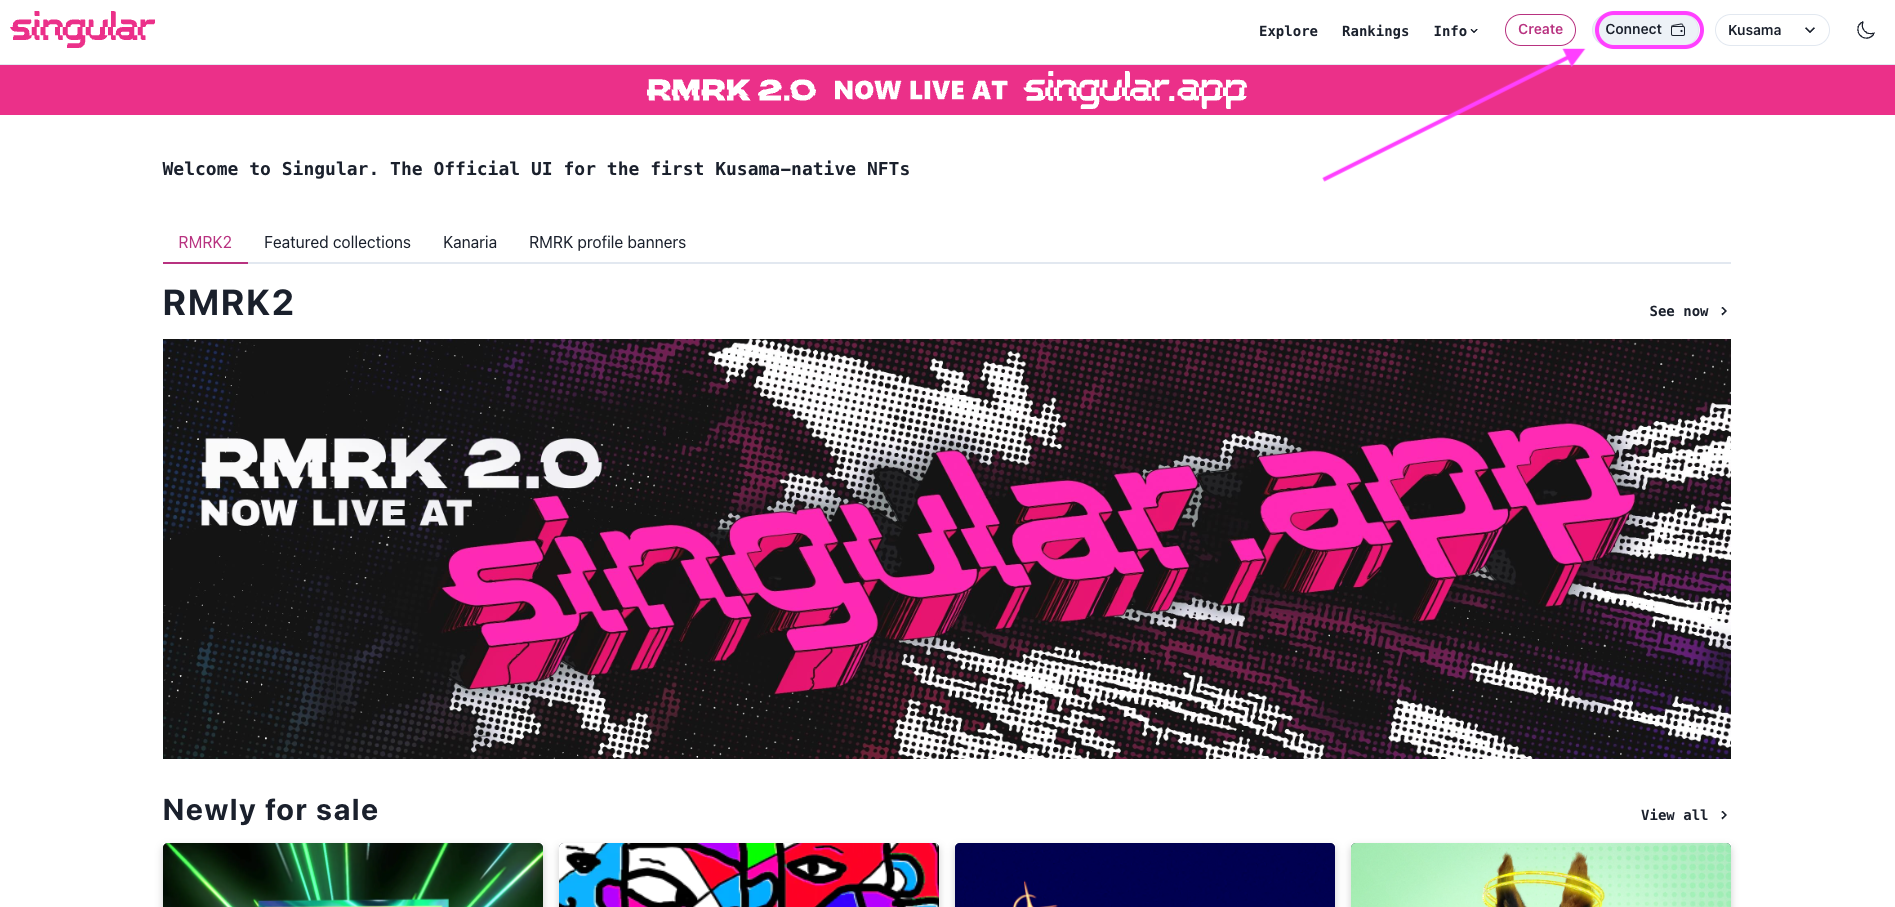 singular
Explore Rankings Info Create Connect Kusama
RMRK 2.0 NOW LIVE AT singular.app
Welcome to Singular. The Official UI for the first Kusama-native NFTs
RMRK2 Featured collections Kanaria RMRK profile banners
RMRK2
See now
RMRK 2.0
NOW LIVE AT
singular.app
Newly for sale
View all